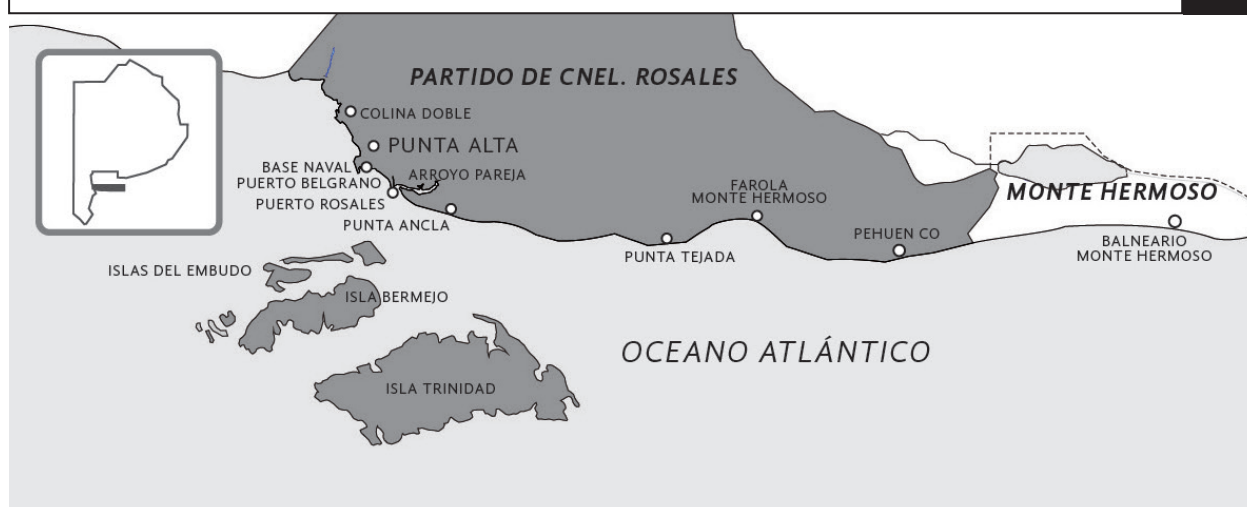 PARTIDO DE CNEL. ROSALES
COLINA DOBLE
PUNTA ALTA
BASE NAVAL
PUERTO BELGRANO
ARROYO PAREJA
PUERTO ROSALES
PUNTA ANCLA
FAROLA
MONTE HERMOSO
PUNTA TEJADA
PEHUEN CO
MONTE HERMOSO
BALNEARIO
MONTE HERMOSO
ISLAS DEL EMBUDO
ISLA BERMEJO
ISLA TRINIDAD
OCEANO ATLÁNTICO